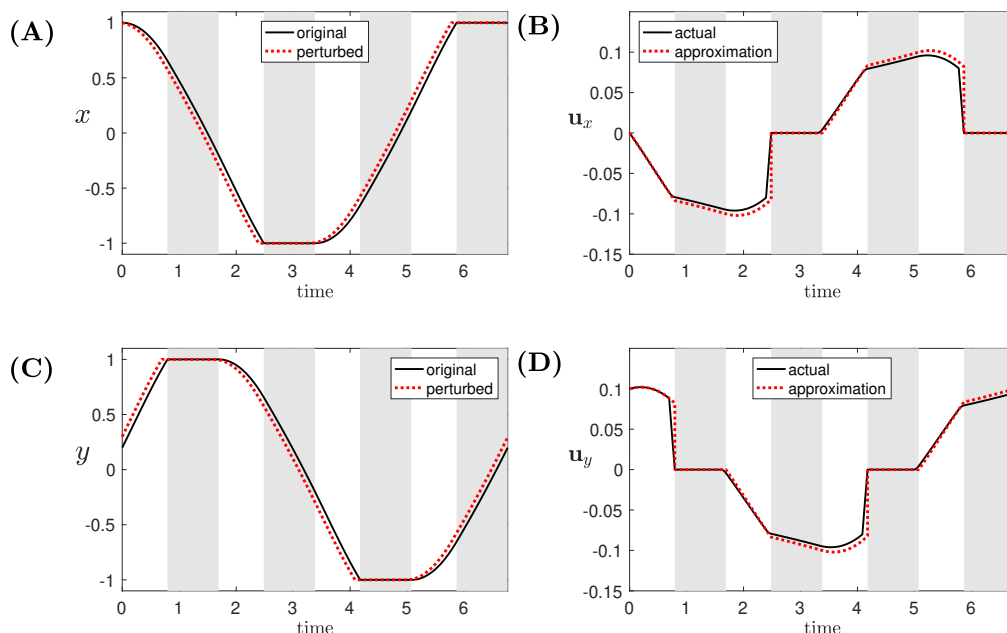 (A)
original
perturbed
1
0.5
0
-0.5
-1
x
0 1 2 3 4 5 6
time
(B)
actual
approximation
0.1
0.05
0
-0.05
-0.1
-0.15
u_x
0 1 2 3 4 5 6
time
(C)
original
perturbed
1
0.5
0
-0.5
-1
y
0 1 2 3 4 5 6
time
(D)
actual
approximation
0.1
0.05
0
-0.05
-0.1
0.15
u_y
0 1 2 3 4 5 6
time